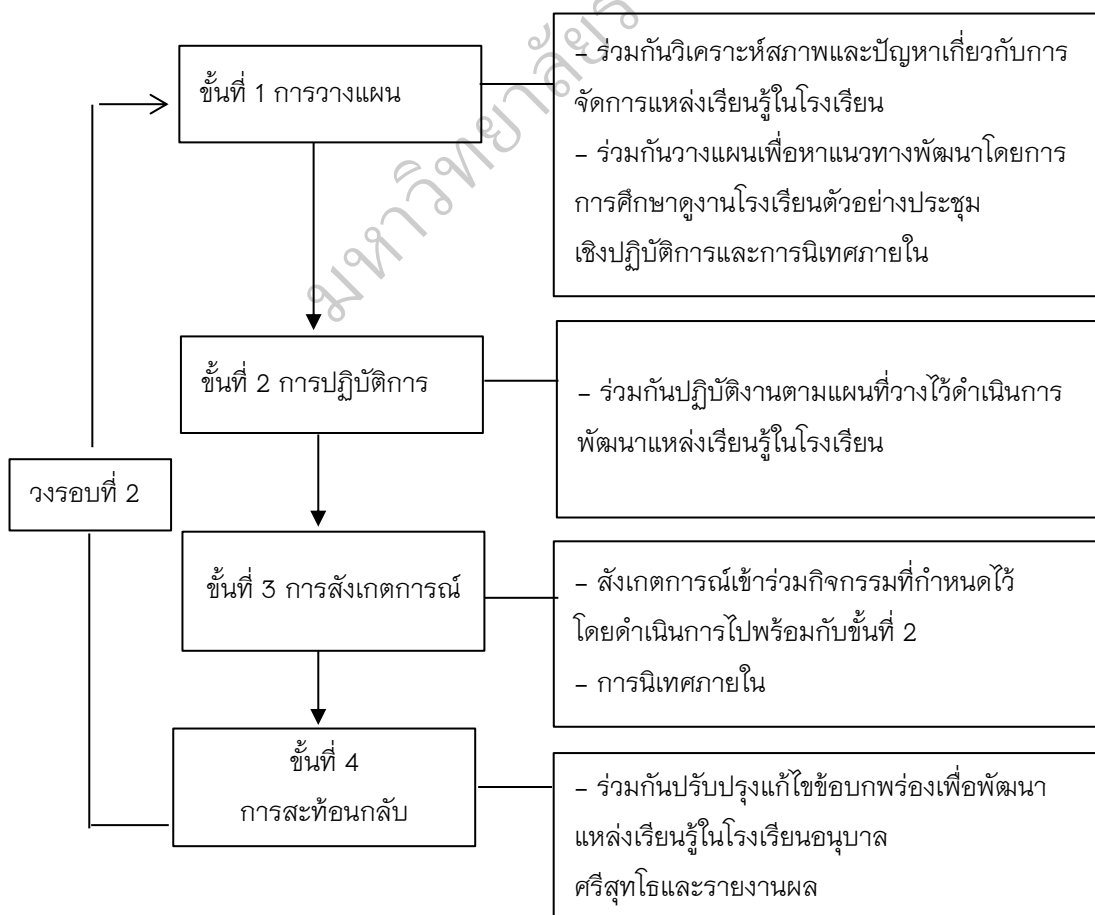 มหาวิทยาลัยร
ขั้นที่ 1 การวางแผน
– ร่วมกันวิเคราะห์สภาพและปัญหาเกี่ยวกับการ
จัดการแหล่งเรียนรู้ในโรงเรียน
– ร่วมกันวางแผนเพื่อหาแนวทางพัฒนาโดยการ
การศึกษาดูงานโรงเรียนตัวอย่างประชุม
เชิงปฏิบัติการและการนิเทศภายใน
ขั้นที่ 2 การปฏิบัติการ
– ร่วมกันปฏิบัติงานตามแผนที่วางไว้ดำเนินการ
พัฒนาแหล่งเรียนรู้ในโรงเรียน
วงรอบที่ 2
ขั้นที่ 3 การสังเกตการณ์
– สังเกตการณ์เข้าร่วมกิจกรรมที่กำหนดไว้
โดยดำเนินการไปพร้อมกับขั้นที่ 2
– การนิเทศภายใน
ขั้นที่ 4
การสะท้อนกลับ
– ร่วมกันปรับปรุงแก้ไขข้อบกพร่องเพื่อพัฒนา
แหล่งเรียนรู้ในโรงเรียนอนุบาล
ศรีสุทโธและรายงานผล